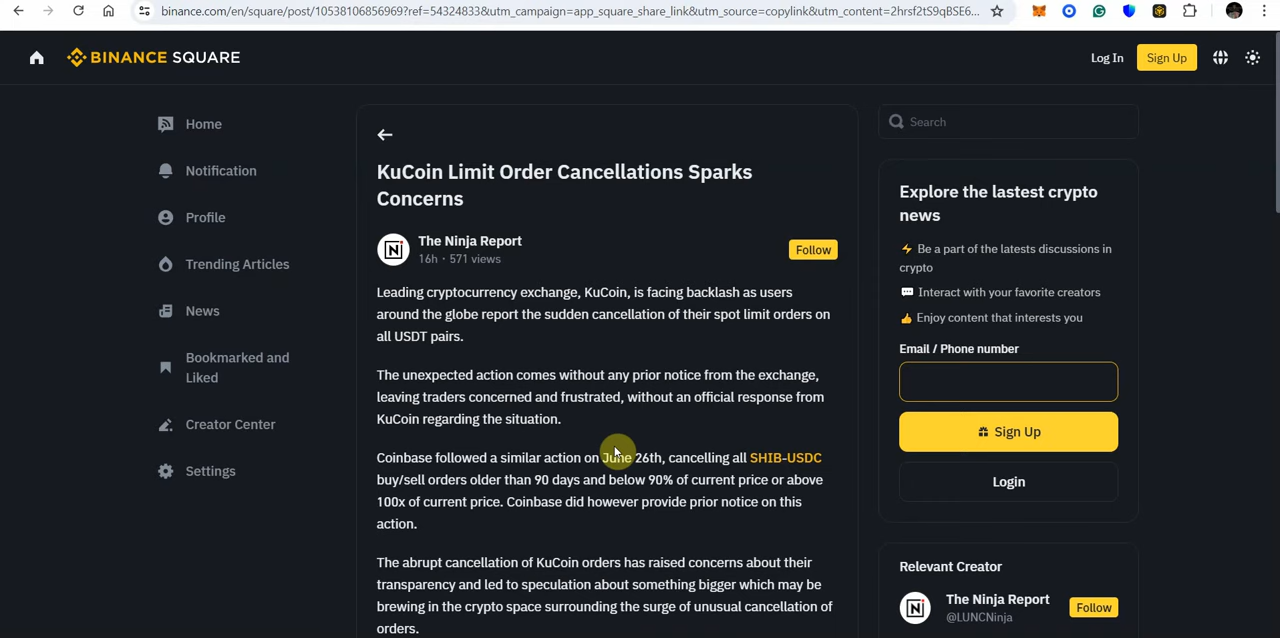 binance.com/en/square/post/10538106856969?ref=54324833&utm_campaign=app_square_share_link&utm_source=copylink&utm_content=2hrsf2tS9qBSE6...
BINANCE SQUARE
Log In
Sign Up
Home
Notification
Profile
Trending Articles
News
Bookmarked and
Liked
Creator Center
Settings
KuCoin Limit Order Cancellations Sparks
Concerns
The Ninja Report
16h · 571 views
Follow
Leading cryptocurrency exchange, KuCoin, is facing backlash as users
around the globe report the sudden cancellation of their spot limit orders on
all USDT pairs.
The unexpected action comes without any prior notice from the exchange,
leaving traders concerned and frustrated, without an official response from
KuCoin regarding the situation.
Coinbase followed a similar action on June 26th, cancelling all SHIB-USDC
buy/sell orders older than 90 days and below 90% of current price or above
100x of current price. Coinbase did however provide prior notice on this
action.
The abrupt cancellation of KuCoin orders has raised concerns about their
transparency and led to speculation about something bigger which may be
brewing in the crypto space surrounding the surge of unusual cancellation of
orders.
Search
Explore the lastest crypto
news
⚡ Be a part of the latests discussions in
crypto
💬 Interact with your favorite creators
👍 Enjoy content that interests you
Email / Phone number
Sign Up
Login
Relevant Creator
The Ninja Report
@LUNCNinja
Follow